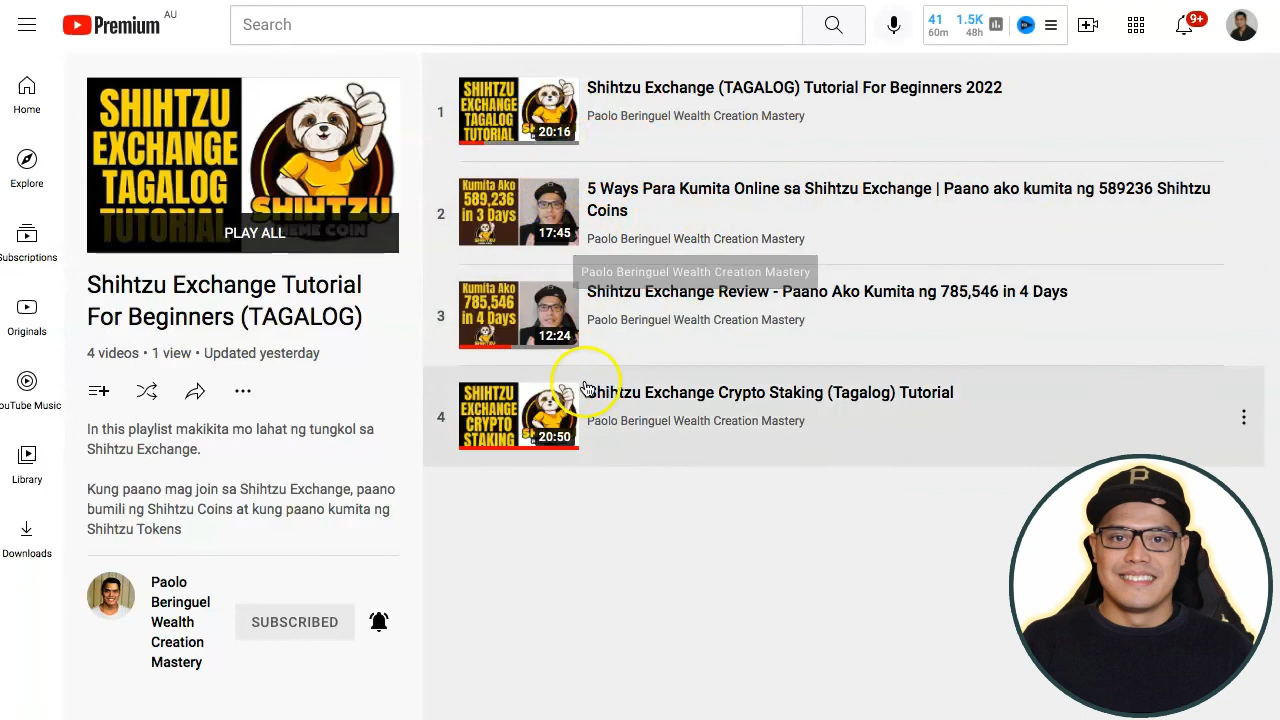 Premium
AU
Search
41
60m
1.5K
48h
9+
Home
Explore
Subscriptions
Originals
YouTube Music
Library
Downloads
SHIHTZU
EXCHANGE
TAGALOG
TUTORIAL
SHIHTZU
MEME COIN
PLAY ALL
Shihtzu Exchange Tutorial
For Beginners (TAGALOG)
4 videos • 1 view • Updated yesterday
In this playlist makikita mo lahat ng tungkol sa
Shihtzu Exchange.
Kung paano mag join sa Shihtzu Exchange, paano
bumili ng Shihtzu Coins at kung paano kumita ng
Shihtzu Tokens
Paolo
Beringuel
Wealth
Creation
Mastery
SUBSCRIBED
1
SHIHTZU
EXCHANGE
TAGALOG
TUTORIAL
20:16
Shihtzu Exchange (TAGALOG) Tutorial For Beginners 2022
Paolo Beringuel Wealth Creation Mastery
2
Kumita Ako
589,236
in 3 Days
17:45
5 Ways Para Kumita Online sa Shihtzu Exchange | Paano ako kumita ng 589236 Shihtzu
Coins
Paolo Beringuel Wealth Creation Mastery
Paolo Beringuel Wealth Creation Mastery
3
Kumita Ako
785,546
in 4 Days
12:24
Shihtzu Exchange Review - Paano Ako Kumita ng 785,546 in 4 Days
Paolo Beringuel Wealth Creation Mastery
4
SHIHTZU
EXCHANGE
CRYPTO
STAKING
20:50
Shihtzu Exchange Crypto Staking (Tagalog) Tutorial
Paolo Beringuel Wealth Creation Mastery
P